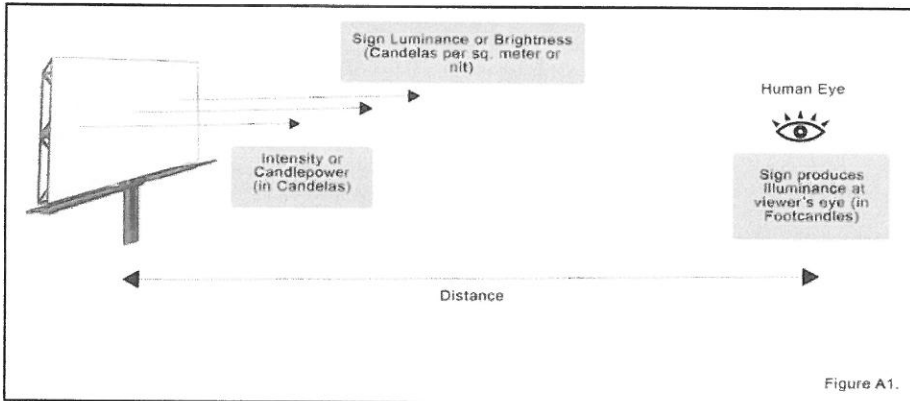 Sign Luminance or Brightness
(Candelas per sq. meter or
nit)
Human Eye
Intensity or
Candlepower
(in Candelas)
Sign produces
Illuminance at
viewer's eye (in
Footcandles)
Distance
Figure A1.